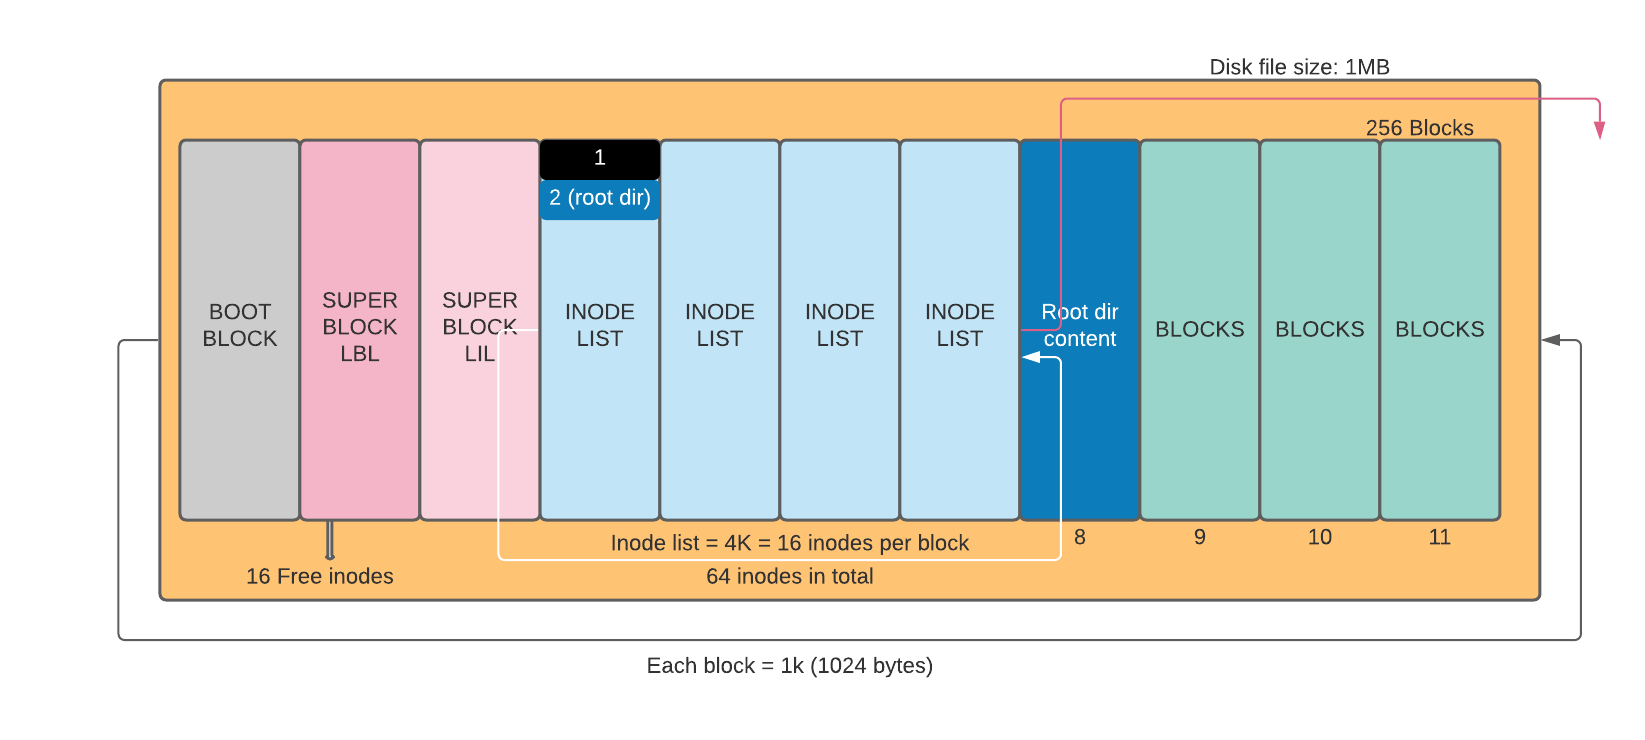 Disk file size: 1MB
256 Blocks
1
2 (root dir)
BOOT
BLOCK
SUPER
BLOCK
LBL
SUPER
BLOCK
LIL
INODE
LIST
INODE
LIST
INODE
LIST
INODE
LIST
Root dir
content
BLOCKS
BLOCKS
BLOCKS
Inode list = 4K = 16 inodes per block
8
9
10
11
16 Free inodes
64 inodes in total
Each block = 1k (1024 bytes)